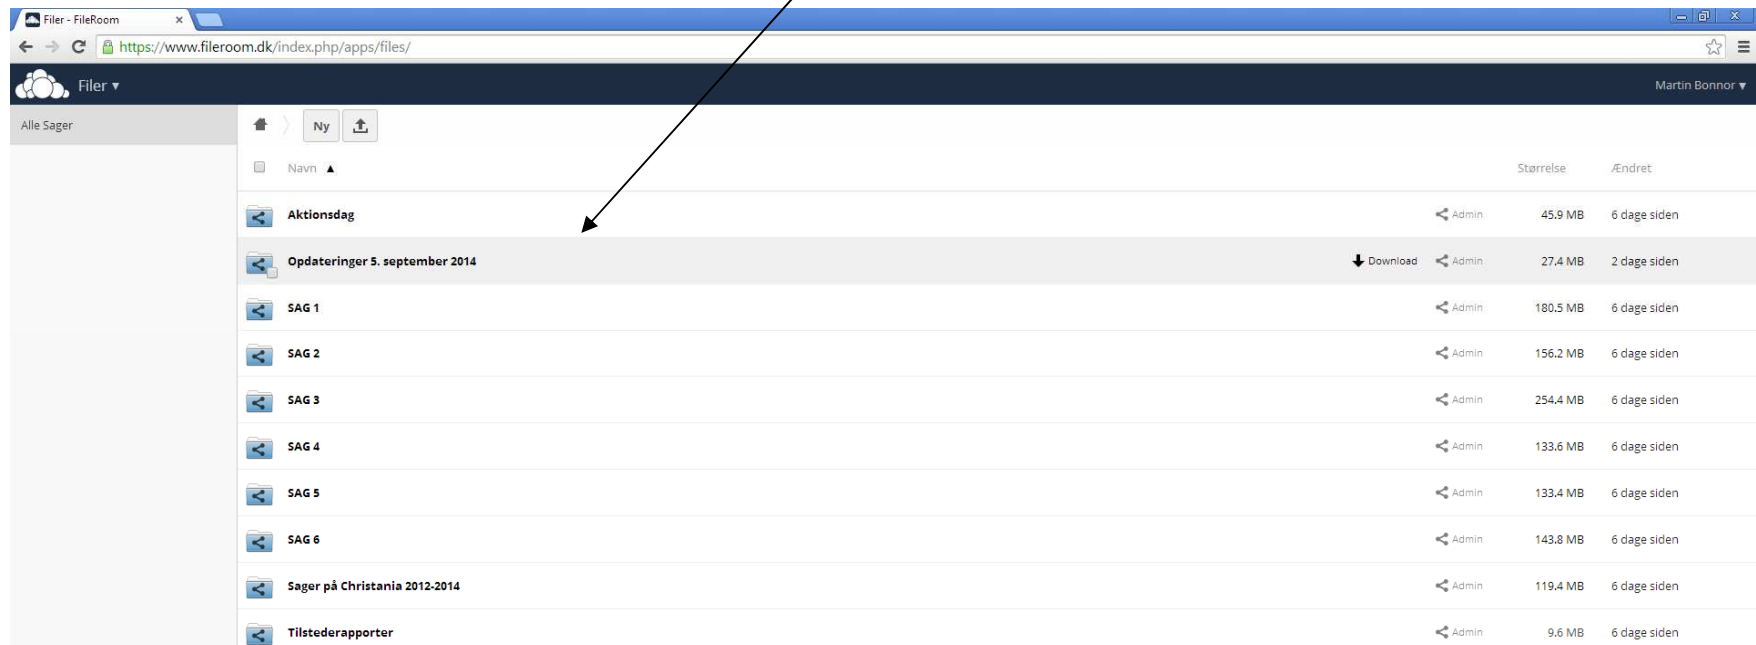 Filer - FileRoom
https://www.fileroom.dk/index.php/apps/files/
Filer ▾ Martin Bonnor ▾
Alle Sager Ny
Navn ▲ Størrelse Ændret
Aktionsdag Admin 45.9 MB 6 dage siden
Opdateringer 5. september 2014 Download Admin 27.4 MB 2 dage siden
SAG 1 Admin 180.5 MB 6 dage siden
SAG 2 Admin 156.2 MB 6 dage siden
SAG 3 Admin 254.4 MB 6 dage siden
SAG 4 Admin 133.6 MB 6 dage siden
SAG 5 Admin 133.4 MB 6 dage siden
SAG 6 Admin 143.8 MB 6 dage siden
Sager på Christania 2012-2014 Admin 119.4 MB 6 dage siden
Tilstederapporter Admin 9.6 MB 6 dage siden